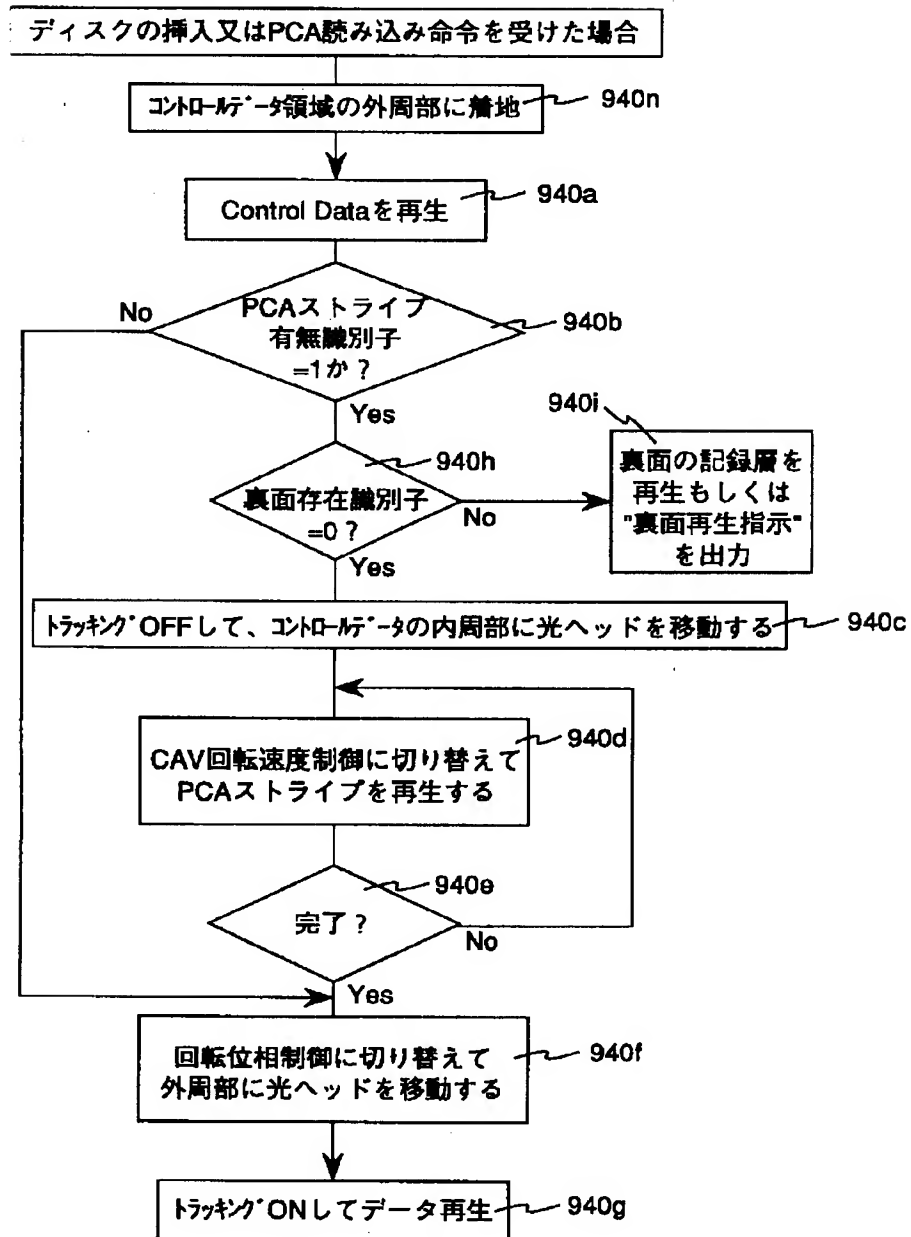 ディスクの挿入又はPCA読み込み命令を受けた場合
コントロールデータ領域の外周部に着地
940n
Control Dataを再生
940a
PCAストライプ
有無識別子
=1か？
940b
No
Yes
裏面存在識別子
=0？
940h
No
Yes
940i
裏面の記録層を
再生もしくは
"裏面再生指示"
を出力
トラッキングOFFして、コントロールデータの内周部に光ヘッドを移動する
940c
CAV回転速度制御に切り替えて
PCAストライプを再生する
940d
完了？
940e
No
Yes
回転位相制御に切り替えて
外周部に光ヘッドを移動する
940f
トラッキングONしてデータ再生
940g